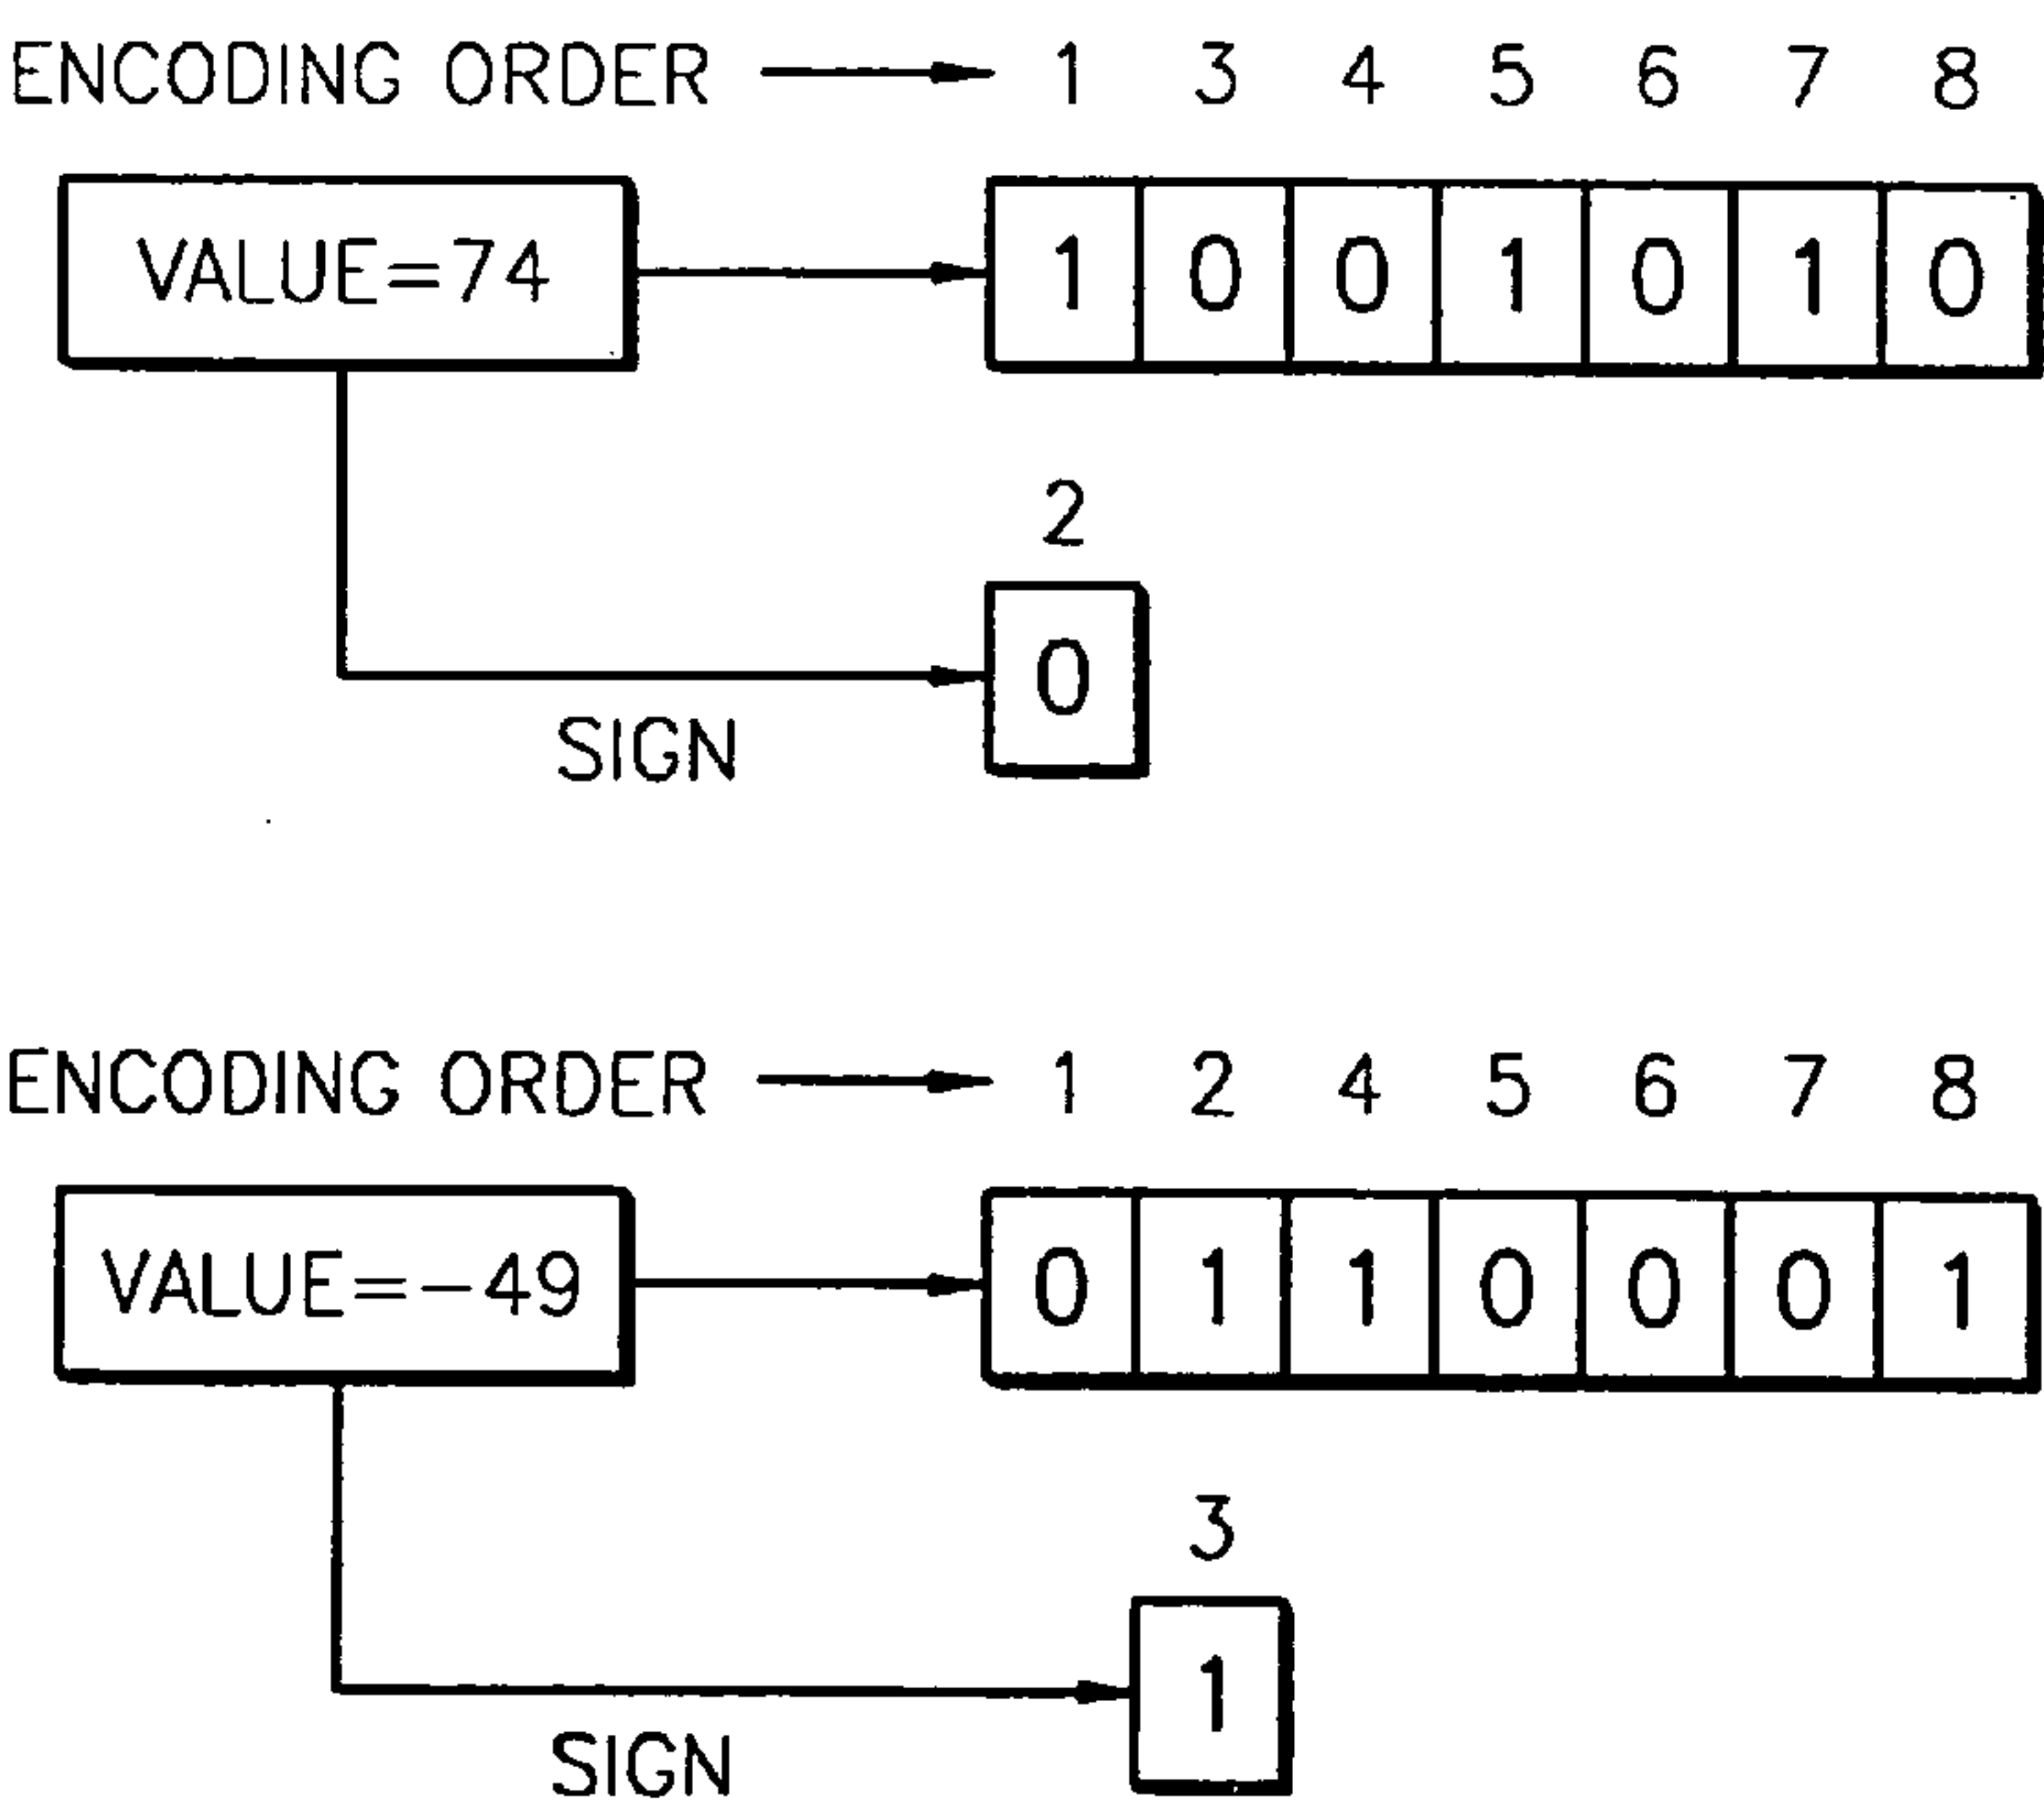 ENCODING ORDER 1 3 4 5 6 7 8
VALUE=74 1 0 0 1 0 1 0
2
0
SIGN
ENCODING ORDER 1 2 4 5 6 7 8
VALUE=-49 0 1 1 0 0 0 1
3
1
SIGN